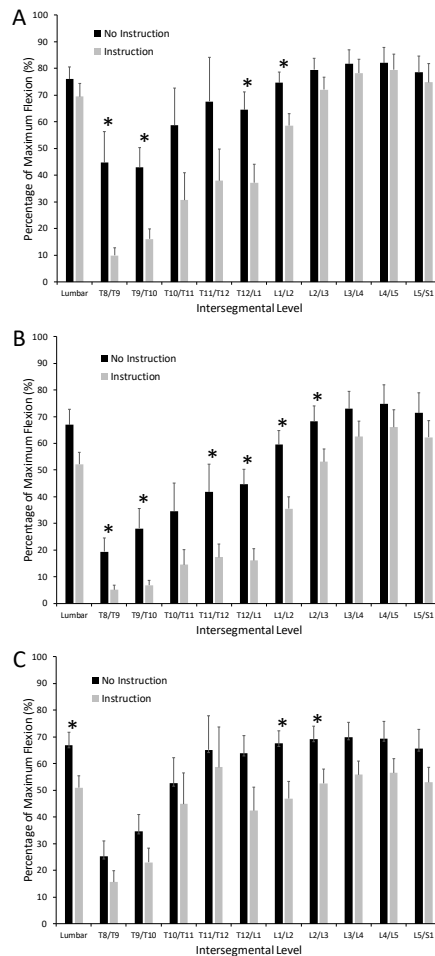 A
Percentage of Maximum Flexion (%)
100
90
80
70
60
50
40
30
20
10
0
No Instruction
Instruction
*
*
*
*
Lumbar T8/T9 T9/T10 T10/T11 T11/T12 T12/L1 L1/L2 L2/L3 L3/L4 L4/L5 L5/S1
Intersegmental Level
B
Percentage of Maximum Flexion (%)
100
90
80
70
60
50
40
30
20
10
0
No Instruction
Instruction
*
*
*
*
*
*
Lumbar T8/T9 T9/T10 T10/T11 T11/T12 T12/L1 L1/L2 L2/L3 L3/L4 L4/L5 L5/S1
Intersegmental Level
C
Percentage of Maximum Flexion (%)
100
90
80
70
60
50
40
30
20
10
0
No Instruction
Instruction
*
*
*
Lumbar T8/T9 T9/T10 T10/T11 T11/T12 T12/L1 L1/L2 L2/L3 L3/L4 L4/L5 L5/S1
Intersegmental Level